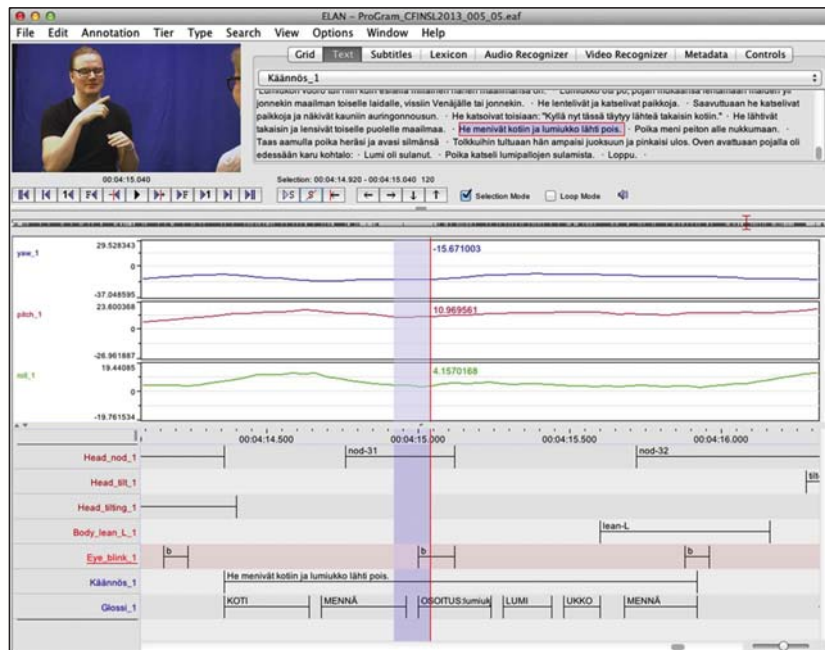 ELAN - ProGram_CFINSL2013_005_05.eaf
File Edit Annotation Tier Type Search View Options Window Help
Grid Text Subtitles Lexicon Audio Recognizer Video Recognizer Metadata Controls
Käännös_1
jonnekin maailman toiselle laidalle, vissiin Venäjälle tai jonnekin. · He lentelivät ja katselivat paikkoja. · Saavuttuaan he katselivat
paikkoja ja näkivät kauniin auringonnousun. · He katsoivat toisiaan: "Kyllä nyt tässä täytyy lähteä takaisin kotiin." · He lähtivät
takaisin ja lensivät toiselle puolelle maailmaa. · He menivät kotiin ja lumiukko lähti pois. · Poika meni peiton alle nukkumaan. ·
Taas aamulla poika heräsi ja avasi silmänsä · Tolkkuihin tultuaan hän ampaisi juoksuun ja pinkaisi ulos. Oven avattuaan pojalla oli
edessään karu kohtalo: · Lumi oli sulanut. · Poika katseli lumipallojen sulamista. · Loppu. ·
00:04:15.040
Selection: 00:04:14.920 - 00:04:15.040 120
Selection Mode Loop Mode
yaw_1 29.528343 -15.671003
0
-37.048595
pitch_1 23.600368 10.969561
0
-26.961687
roll_1 19.44085 4.1570168
0
-19.761534
00:04:14.500 00:04:15.000 00:04:15.500 00:04:16.000
Head_nod_1 nod-31 nod-32
Head_tilt_1 tilt-
Head_tilting_1
Body_lean_L_1 lean-L
Eye_blink_1 b b b
Käännös_1 He menivät kotiin ja lumiukko lähti pois.
Glossi_1 KOTI MENNÄ OSOITUS:lumiuk LUMI UKKO MENNÄ